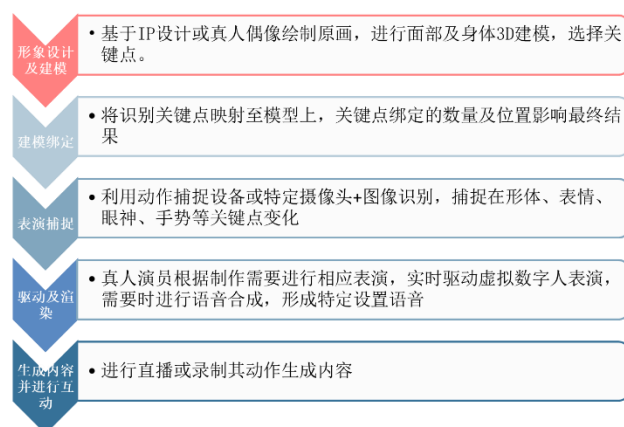 形象设计
及建模
• 基于IP设计或真人偶像绘制原画，进行面部及身体3D建模，选择关
键点。
建模绑定
• 将识别关键点映射至模型上，关键点绑定的数量及位置影响最终结
果
表演捕捉
• 利用动作捕捉设备或特定摄像头+图像识别，捕捉在形体、表情、
眼神、手势等关键点变化
驱动及渲
染
• 真人演员根据制作需要进行相应表演，实时驱动虚拟数字人表演，
需要时进行语音合成，形成特定设置语音
生成内容
并进行互
动
• 进行直播或录制其动作生成内容